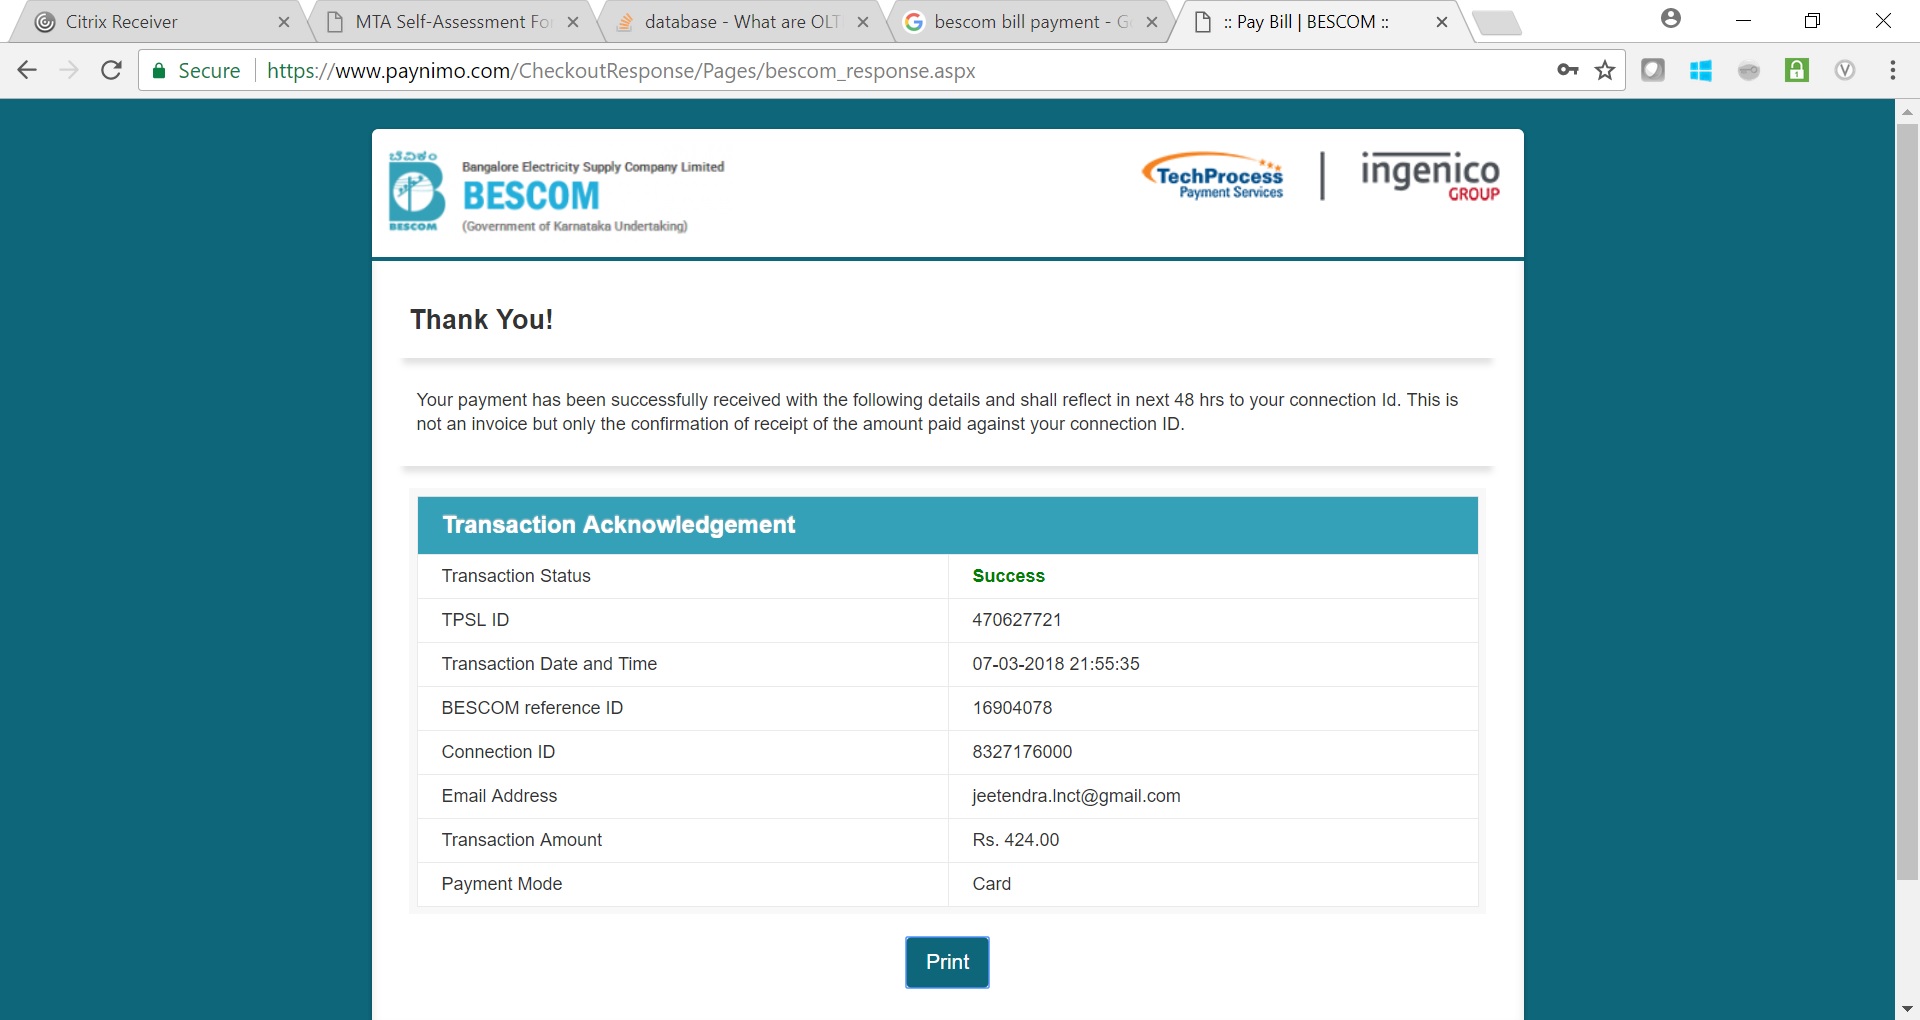 Citrix Receiver
MTA Self-Assessment Fo
database - What are OLT
bescom bill payment - G
:: Pay Bill | BESCOM ::
Secure
https://www.paynimo.com/CheckoutResponse/Pages/bescom_response.aspx
ಬೆವಿಕಂ
BESCOM
Bangalore Electricity Supply Company Limited
BESCOM
(Government of Karnataka Undertaking)
TechProcess
Payment Services
ingenico
GROUP
Thank You!
Your payment has been successfully received with the following details and shall reflect in next 48 hrs to your connection Id. This is
not an invoice but only the confirmation of receipt of the amount paid against your connection ID.
Transaction Acknowledgement
Transaction Status Success
TPSL ID 470627721
Transaction Date and Time 07-03-2018 21:55:35
BESCOM reference ID 16904078
Connection ID 8327176000
Email Address jeetendra.lnct@gmail.com
Transaction Amount Rs. 424.00
Payment Mode Card
Print